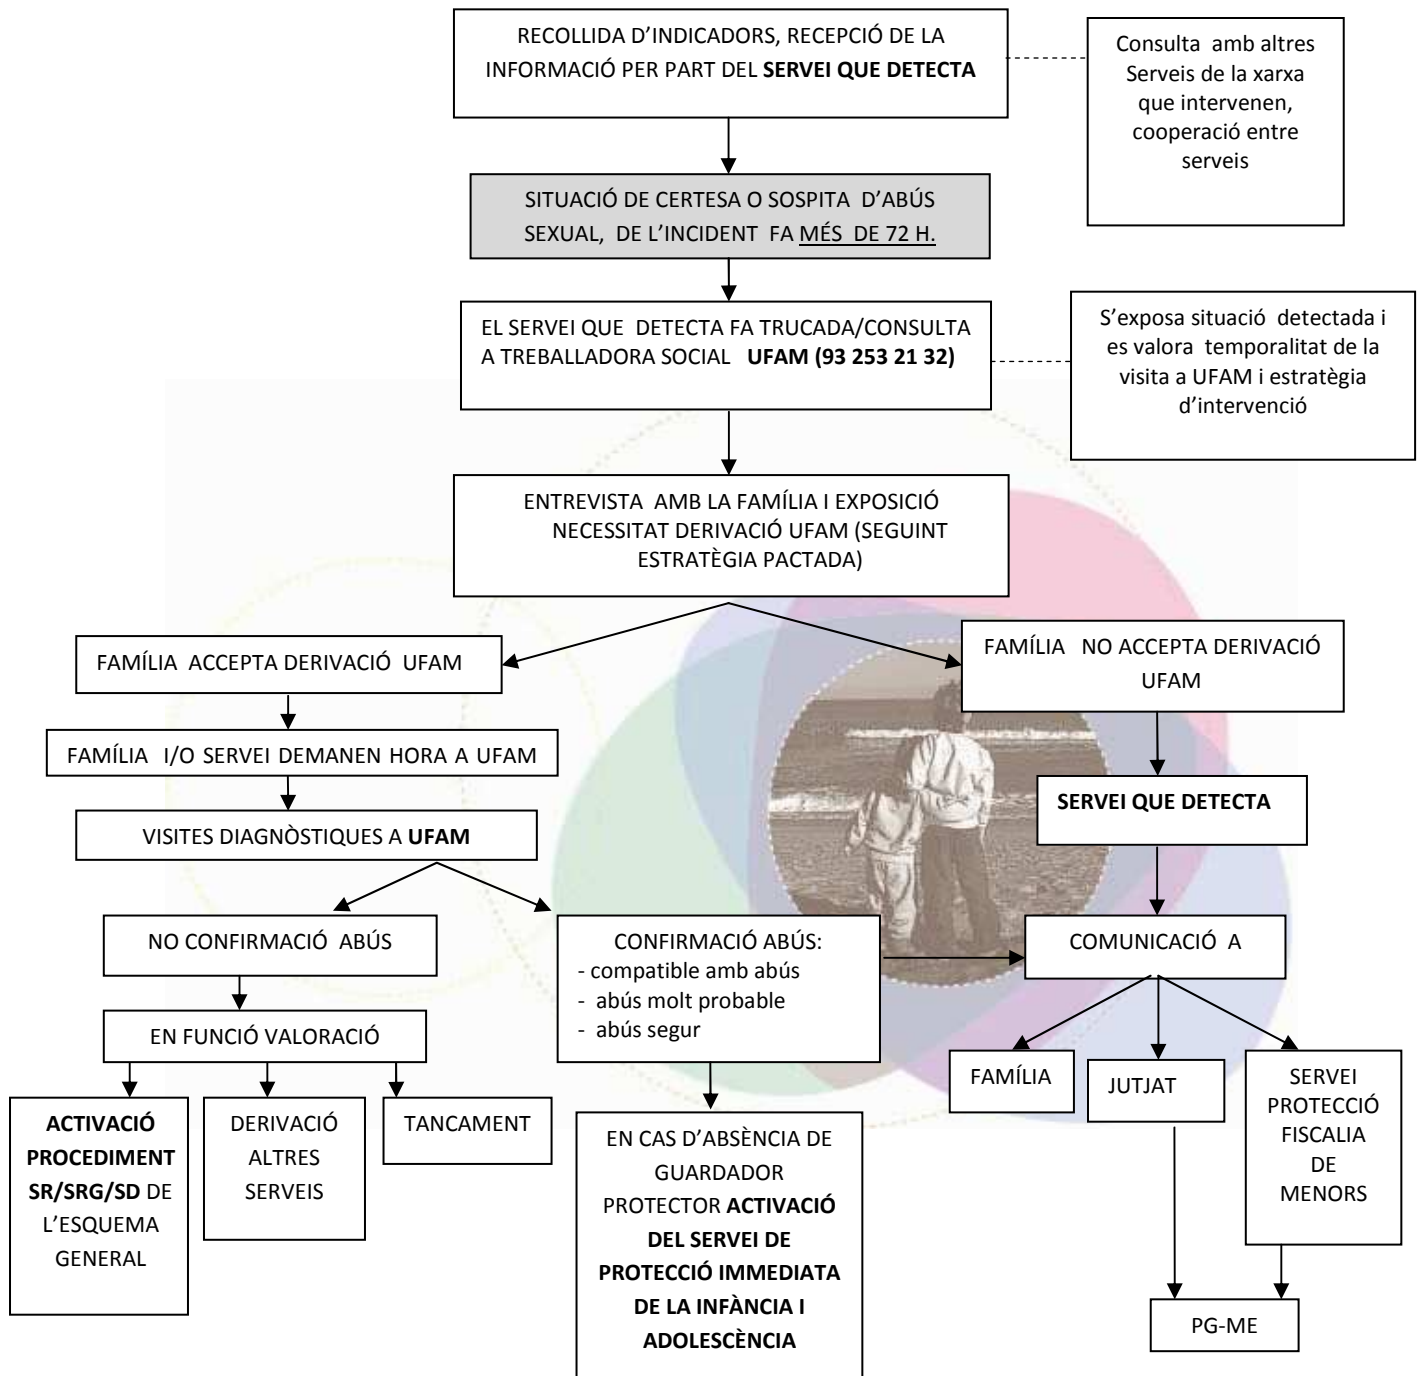 RECOLLIDA D’INDICADORS, RECEPCIÓ DE LA
INFORMACIÓ PER PART DEL SERVEI QUE DETECTA
Consulta amb altres
Serveis de la xarxa
que intervenen,
cooperació entre
serveis
SITUACIÓ DE CERTESA O SOSPITA D’ABÚS
SEXUAL, DE L’INCIDENT FA MÉS DE 72 H.
EL SERVEI QUE DETECTA FA TRUCADA/CONSULTA
A TREBALLADORA SOCIAL UFAM (93 253 21 32)
S’exposa situació detectada i
es valora temporalitat de la
visita a UFAM i estratègia
d’intervenció
ENTREVISTA AMB LA FAMÍLIA I EXPOSICIÓ
NECESSITAT DERIVACIÓ UFAM (SEGUINT
ESTRATÈGIA PACTADA)
FAMÍLIA ACCEPTA DERIVACIÓ UFAM
FAMÍLIA NO ACCEPTA DERIVACIÓ
UFAM
FAMÍLIA I/O SERVEI DEMANEN HORA A UFAM
SERVEI QUE DETECTA
VISITES DIAGNÒSTIQUES A UFAM
NO CONFIRMACIÓ ABÚS
CONFIRMACIÓ ABÚS:
- compatible amb abús
- abús molt probable
- abús segur
COMUNICACIÓ A
EN FUNCIÓ VALORACIÓ
FAMÍLIA
JUTJAT
SERVEI
PROTECCIÓ
FISCALIA
DE
MENORS
ACTIVACIÓ
PROCEDIMENT
SR/SRG/SD DE
L’ESQUEMA
GENERAL
DERIVACIÓ
ALTRES
SERVEIS
TANCAMENT
EN CAS D’ABSÈNCIA DE
GUARDADOR
PROTECTOR ACTIVACIÓ
DEL SERVEI DE
PROTECCIÓ IMMEDIATA
DE LA INFÀNCIA I
ADOLESCÈNCIA
PG-ME